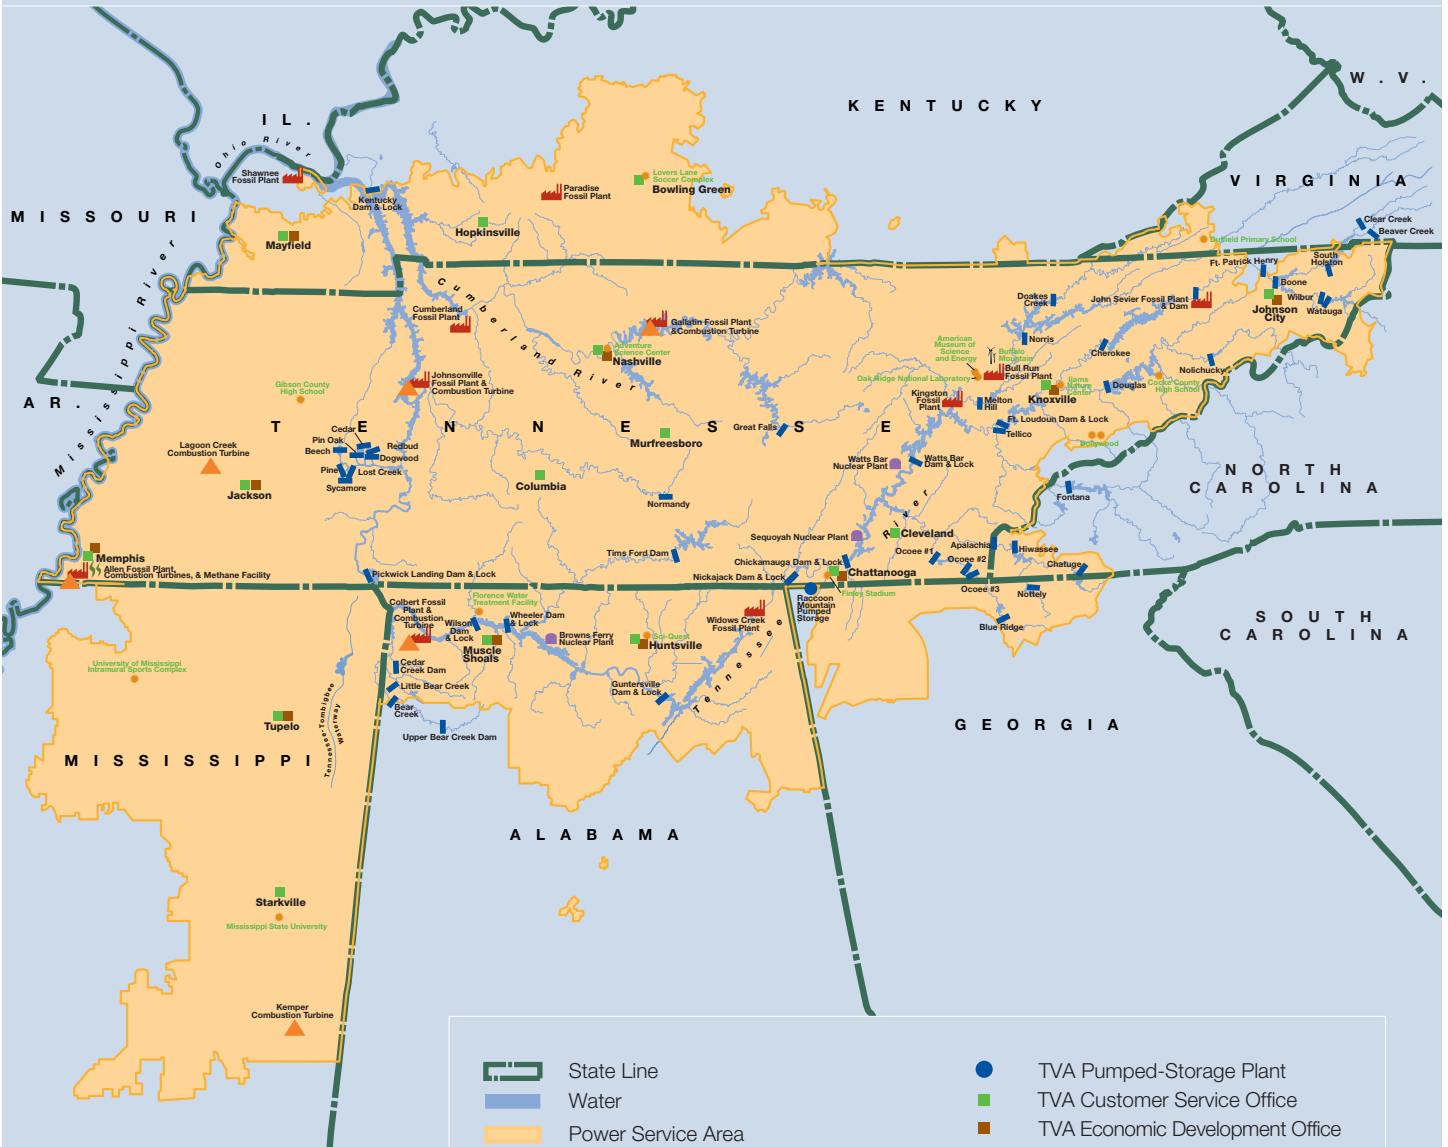 W. V.
KENTUCKY
IL.
Ohio River
VIRGINIA
Shawnee
Fossil Plant
Lovers Lane
Soccer Complex
Bowling Green
Paradise
Fossil Plant
Kentucky
Dam & Lock
MISSOURI
Hopkinsville
Mayfield
Clear Creek
Beaver Creek
Duffield Primary School
Mississippi River
Ft. Patrick Henry
South
Holston
Boone
Wilbur
Watauga
Johnson
City
John Sevier Fossil Plant
& Dam
Doakes
Creek
Cumberland
Fossil Plant
Cumberland River
Gallatin Fossil Plant
&Combustion Turbine
Adventure
Science Center
Nashville
Norris
Cherokee
American
Museum of
Science
and Energy
Buffalo
Mountain
Bull Run
Fossil Plant
Oak Ridge National Laboratory
Nolichucky
Cocke County
High School
Douglas
Ijams
Nature
Center
Knoxville
Kingston
Fossil
Plant
Melton
Hill
Johnsonville
Fossil Plant &
Combustion Turbine
Gibson County
High School
AR.
TENNESSEE
Great Falls
Ft. Loudoun Dam & Lock
Tellico
Dollywood
Murfreesboro
Cedar
Pin Oak
Beech
Redbud
Dogwood
Pine
Lost Creek
Sycamore
Lagoon Creek
Combustion Turbine
Jackson
Columbia
Normandy
Watts Bar
Nuclear Plant
Watts Bar
Dam & Lock
NORTH
CAROLINA
Fontana
River
Sequoyah Nuclear Plant
Cleveland
Apalachia
Hiwassee
Ocoee #1
Ocoee #2
Ocoee #3
Chatuge
Nottely
Tims Ford Dam
Chickamauga Dam & Lock
Chattanooga
Nickajack Dam & Lock
Finley Stadium
Raccoon
Mountain
Pumped
Storage
Memphis
Allen Fossil Plant,
Combustion Turbines, & Methane Facility
Pickwick Landing Dam & Lock
Colbert Fossil
Plant &
Combustion
Turbine
Florence Water
Treatment Facility
Wilson
Dam
& Lock
Wheeler Dam
& Lock
Muscle
Shoals
Browns Ferry
Nuclear Plant
Sci-Quest
Huntsville
Widows Creek
Fossil Plant
Tennessee
Blue Ridge
SOUTH
CAROLINA
University of Mississippi
Intramural Sports Complex
Cedar
Creek Dam
Little Bear Creek
Bear
Creek
Upper Bear Creek Dam
Guntersville
Dam & Lock
Tennessee-Tombigbee
Waterway
Tupelo
GEORGIA
MISSISSIPPI
ALABAMA
Starkville
Mississippi State University
Kemper
Combustion Turbine
State Line
Water
Power Service Area
TVA Pumped-Storage Plant
TVA Customer Service Office
TVA Economic Development Office